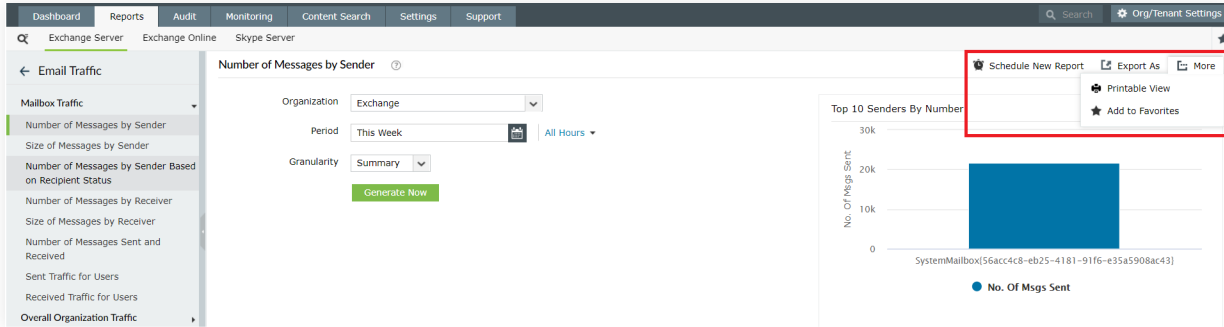 Dashboard Reports Audit Monitoring Content Search Settings Support Search Org/Tenant Settings
Exchange Server Exchange Online Skype Server
Email Traffic
Mailbox Traffic
Number of Messages by Sender
Size of Messages by Sender
Number of Messages by Sender Based
on Recipient Status
Number of Messages by Receiver
Size of Messages by Receiver
Number of Messages Sent and
Received
Sent Traffic for Users
Received Traffic for Users
Overall Organization Traffic
Number of Messages by Sender ?
Schedule New Report Export As More
Printable View
Add to Favorites
Organization Exchange
Period This Week All Hours
Granularity Summary
Generate Now
Top 10 Senders By Number
No. Of Msgs Sent
30k
20k
10k
0
SystemMailbox{56acc4c8-eb25-4181-91f6-e35a5908ac43}
No. Of Msgs Sent